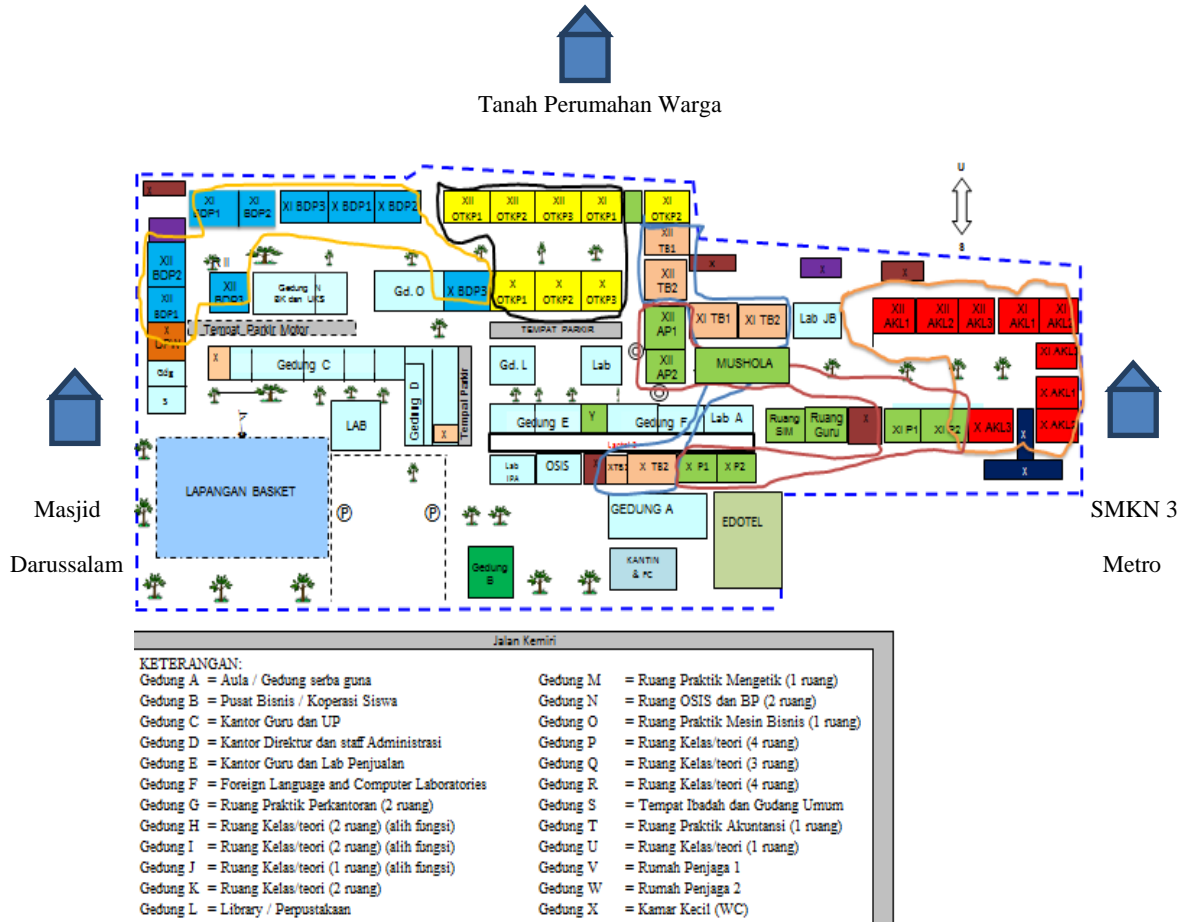 Tanah Perumahan Warga
U
S
X
XI BDP1
XI BDP2
XI BDP3
X BDP1
X BDP2
XII OTKP1
XII OTKP2
XII OTKP3
XI OTKP1
XI OTKP2
XII TB1
XII TB2
XII BDP2
XII BDP1
R II
XII
Gedung N
BK dan UKS
Gd. O
X BDP3
X OTKP1
X OTKP2
X OTKP3
X
X
X
XII AKL1
XII AKL2
XII AKL3
XI AKL1
XI
XI
X
Tempat Parkir Motor
TEMPAT PARKIR
XII AP1
XII AP2
XI TB1
XI TB2
Lab JB
MUSHOLA
X
Gedung C
Gedung D
Tempat Parkir
X
Gd. L
Lab
S
LAB
Gedung E
Y
Gedung F
Lab A
Ruang SIM
Ruang Guru
X
XI P1
XI P2
X AKL3
X AKL1
X
X
LAPANGAN BASKET
Lab IPA
OSIS
X
XTB1
X TB2
X P1
X P2
P
P
GEDUNG A
EDOTEL
Gedung B
KANTIN & FC
Masjid
Darussalam
SMKN 3
Metro
Jalan Kemiri
KETERANGAN:
Gedung A = Aula / Gedung serba guna
Gedung B = Pusat Bisnis / Koperasi Siswa
Gedung C = Kantor Guru dan UP
Gedung D = Kantor Direktur dan staff Administrasi
Gedung E = Kantor Guru dan Lab Penjualan
Gedung F = Foreign Language and Computer Laboratories
Gedung G = Ruang Praktik Perkantoran (2 ruang)
Gedung H = Ruang Kelas/teori (2 ruang) (alih fungsi)
Gedung I = Ruang Kelas/teori (2 ruang) (alih fungsi)
Gedung J = Ruang Kelas/teori (1 ruang) (alih fungsi)
Gedung K = Ruang Kelas/teori (2 ruang)
Gedung L = Library / Perpustakaan
Gedung M = Ruang Praktik Mengetik (1 ruang)
Gedung N = Ruang OSIS dan BP (2 ruang)
Gedung O = Ruang Praktik Mesin Bisnis (1 ruang)
Gedung P = Ruang Kelas/teori (4 ruang)
Gedung Q = Ruang Kelas/teori (3 ruang)
Gedung R = Ruang Kelas/teori (4 ruang)
Gedung S = Tempat Ibadah dan Gudang Umum
Gedung T = Ruang Praktik Akuntansi (1 ruang)
Gedung U = Ruang Kelas/teori (1 ruang)
Gedung V = Rumah Penjaga 1
Gedung W = Rumah Penjaga 2
Gedung X = Kamar Kecil (WC)